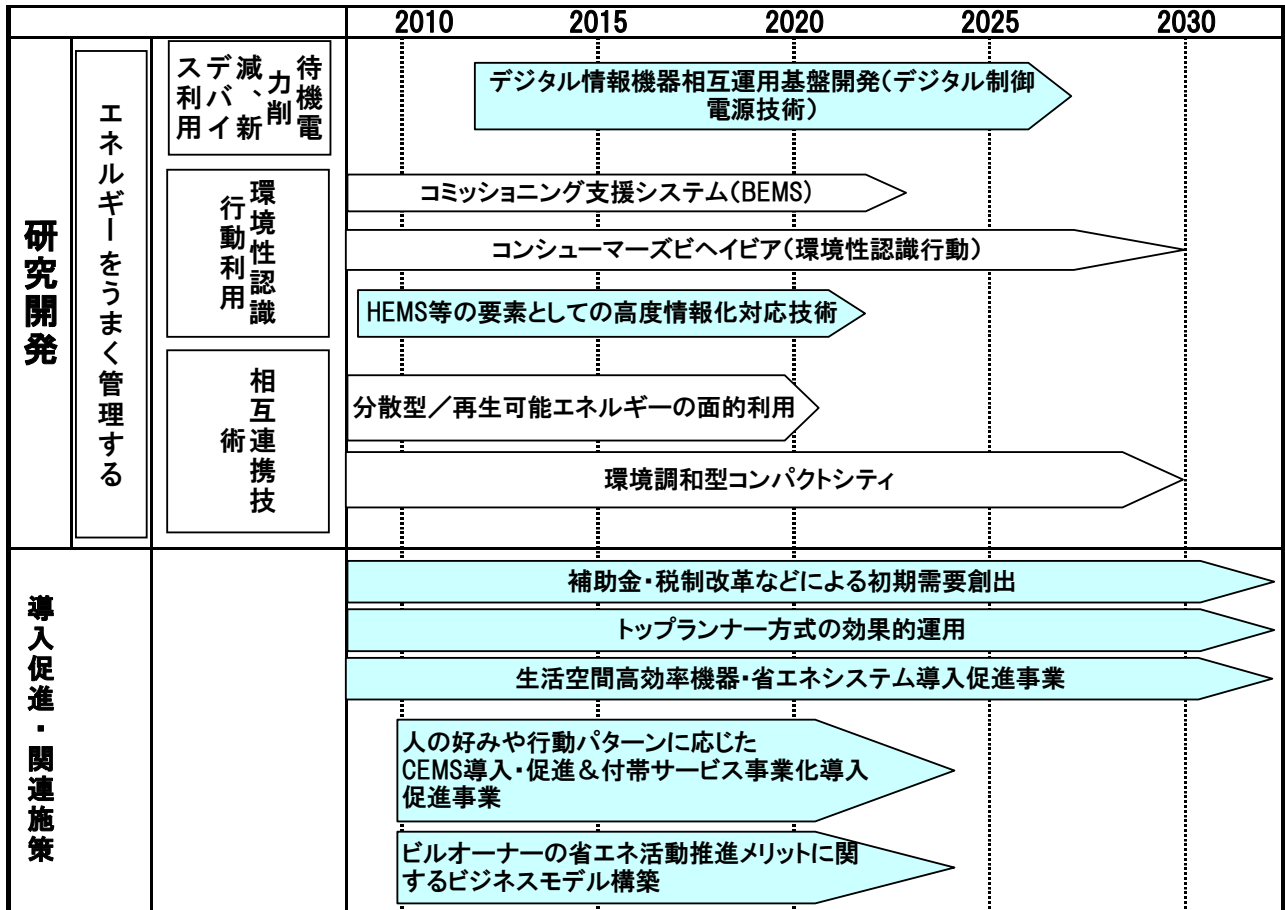 2010 2015 2020 2025 2030
研究開発
エネルギーをうまく管理する
待機電
力削
減、新
デバイ
ス利用
デジタル情報機器相互運用基盤開発(デジタル制御
電源技術)
環境性認識
行動利用
コミッショニング支援システム(BEMS)
コンシューマーズビヘイビア(環境性認識行動)
HEMS等の要素としての高度情報化対応技術
相互連携技
術
分散型/再生可能エネルギーの面的利用
環境調和型コンパクトシティ
導入促進・関連施策
補助金・税制改革などによる初期需要創出
トップランナー方式の効果的運用
生活空間高効率機器・省エネシステム導入促進事業
人の好みや行動パターンに応じた
CEMS導入・促進&付帯サービス事業化導入
促進事業
ビルオーナーの省エネ活動推進メリットに関
するビジネスモデル構築